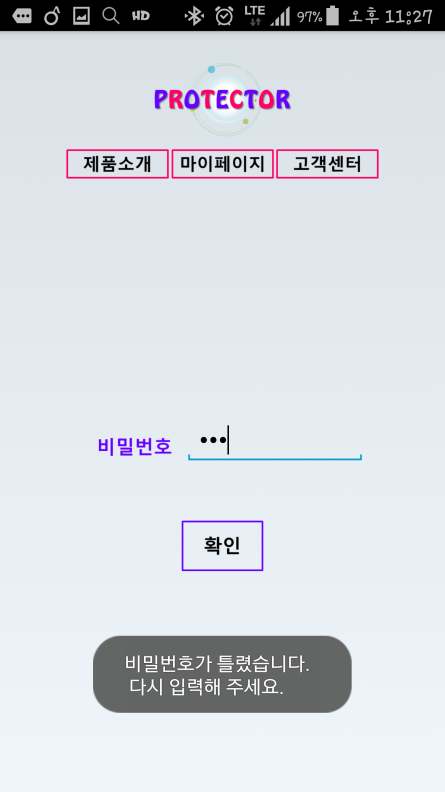 HD LTE 97% 오후 11:27
PROTECTOR
제품소개 마이페이지 고객센터
비밀번호 •••
확인
비밀번호가 틀렸습니다.
다시 입력해 주세요.